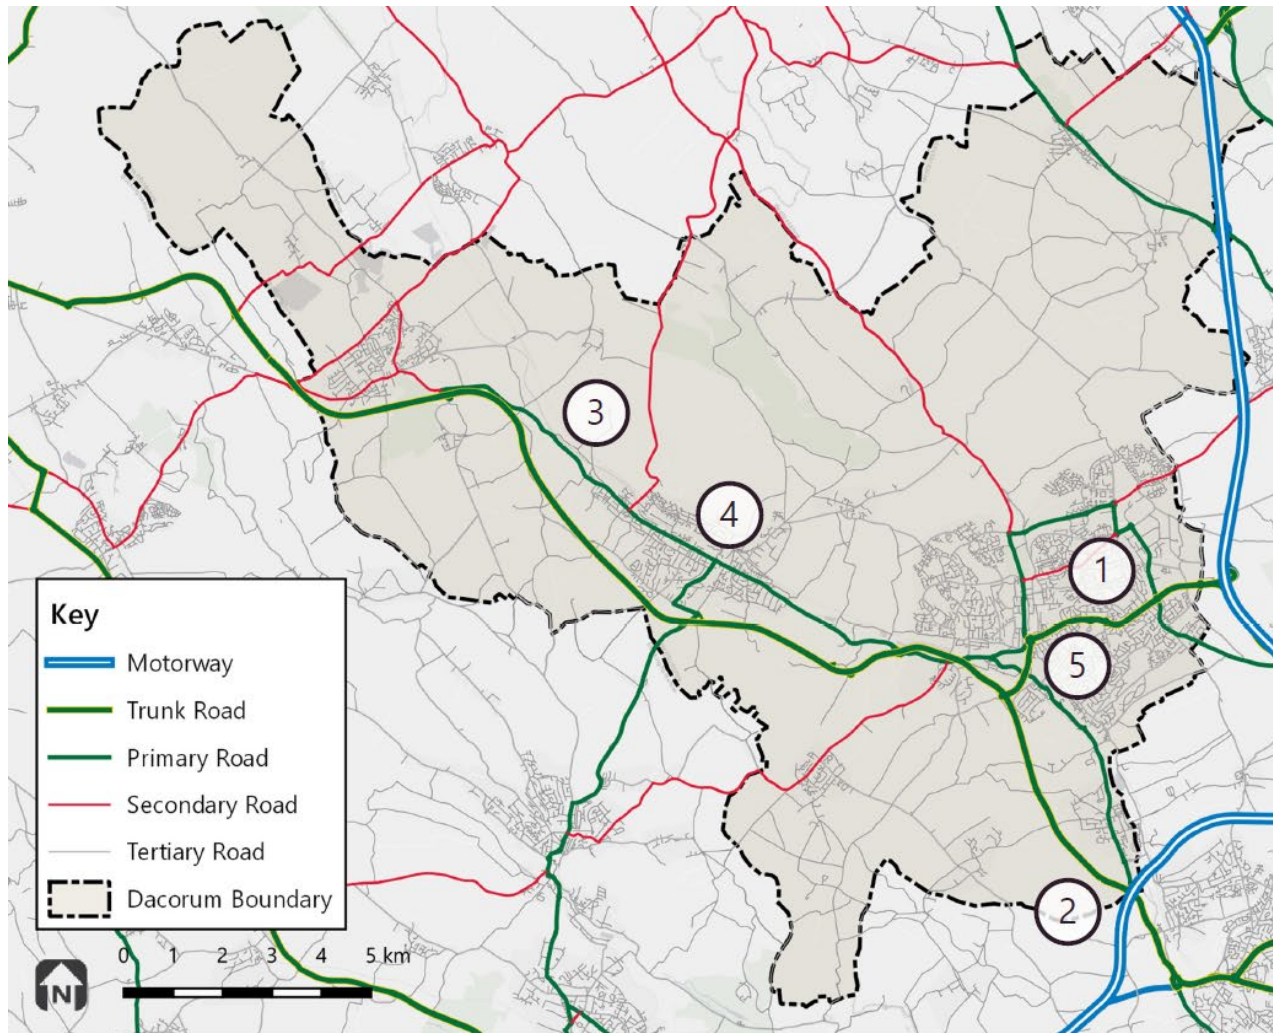 3
4
1
5
2
Key
Motorway
Trunk Road
Primary Road
Secondary Road
Tertiary Road
Dacorum Boundary
0 1 2 3 4 5 km
N